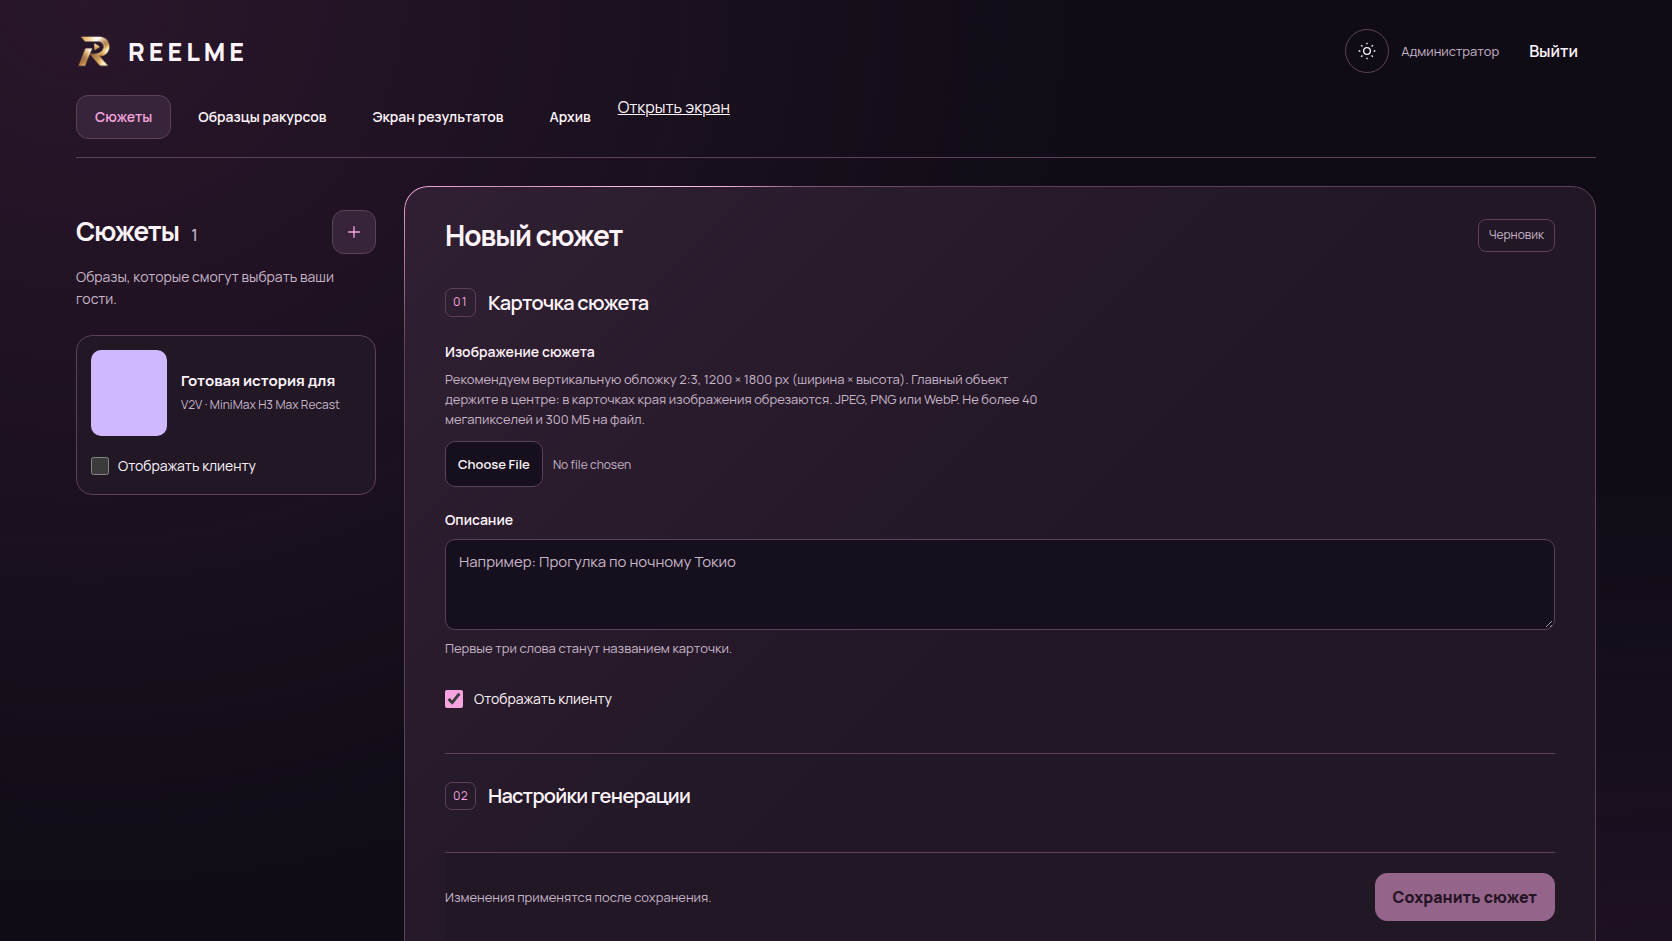 REELME
Администратор
Выйти
Сюжеты
Образцы ракурсов
Экран результатов
Архив
Открыть экран
Сюжеты 1
Образы, которые смогут выбрать ваши
гости.
Готовая история для
V2V · MiniMax H3 Max Recast
Отображать клиенту
Новый сюжет
Черновик
01 Карточка сюжета
Изображение сюжета
Рекомендуем вертикальную обложку 2:3, 1200 × 1800 px (ширина × высота). Главный объект
держите в центре: в карточках края изображения обрезаются. JPEG, PNG или WebP. Не более 40
мегапикселей и 300 МБ на файл.
Choose File No file chosen
Описание
Например: Прогулка по ночному Токио
Первые три слова станут названием карточки.
Отображать клиенту
02 Настройки генерации
Изменения применятся после сохранения.
Сохранить сюжет